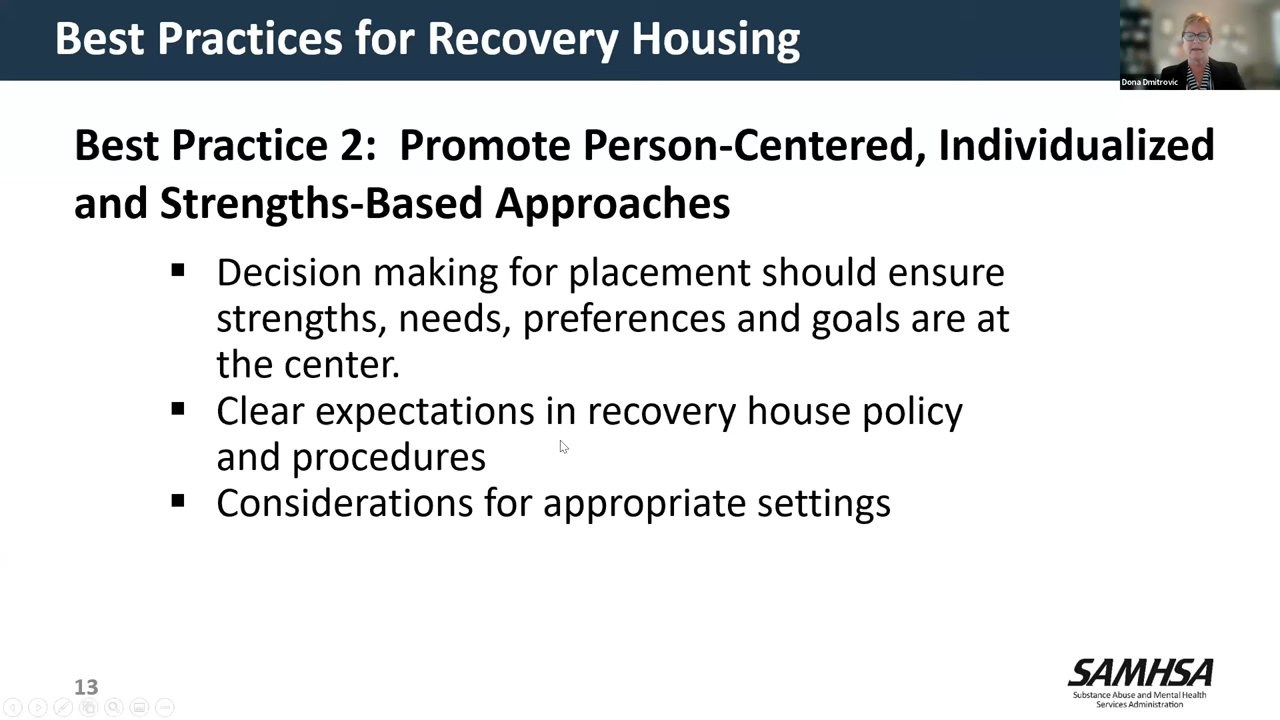 Best Practices for Recovery Housing
Dona Dmitrovic
Best Practice 2:  Promote Person-Centered, Individualized
and Strengths-Based Approaches
▪ Decision making for placement should ensure
strengths, needs, preferences and goals are at
the center.
▪ Clear expectations in recovery house policy
and procedures
▪ Considerations for appropriate settings
13
SAMHSA
Substance Abuse and Mental Health
Services Administration